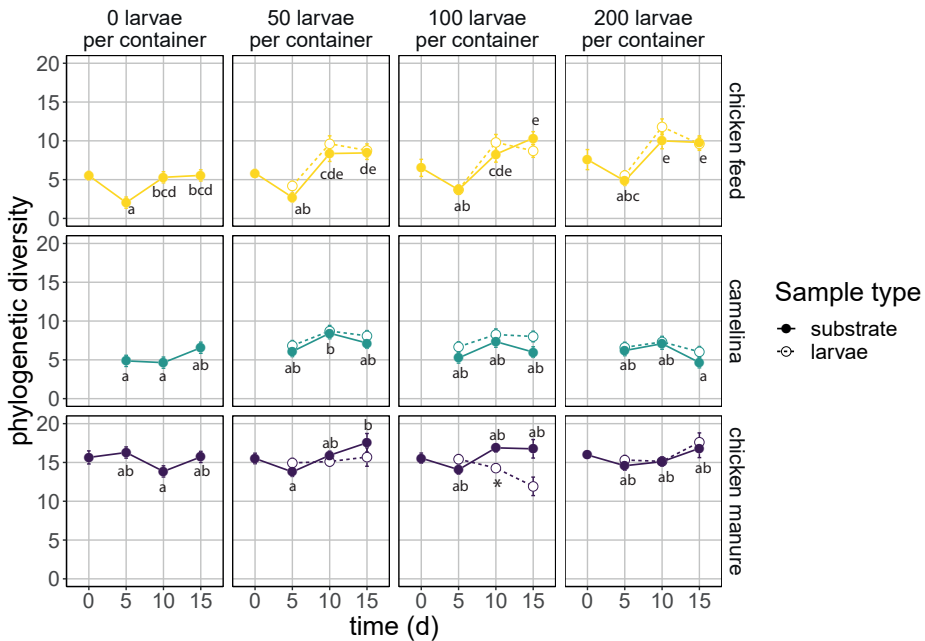 0 larvae
per container
50 larvae
per container
100 larvae
per container
200 larvae
per container
phylogenetic diversity
20
15
10
5
0
a
bcd
bcd
ab
cde
de
ab
cde
e
abc
e
e
chicken feed
20
15
10
5
0
a
a
ab
ab
b
ab
ab
ab
ab
ab
ab
a
camelina
20
15
10
5
0
ab
a
ab
a
ab
b
ab
ab
*
ab
ab
ab
ab
chicken manure
0 5 10 15
0 5 10 15
0 5 10 15
0 5 10 15
time (d)
Sample type
substrate
larvae